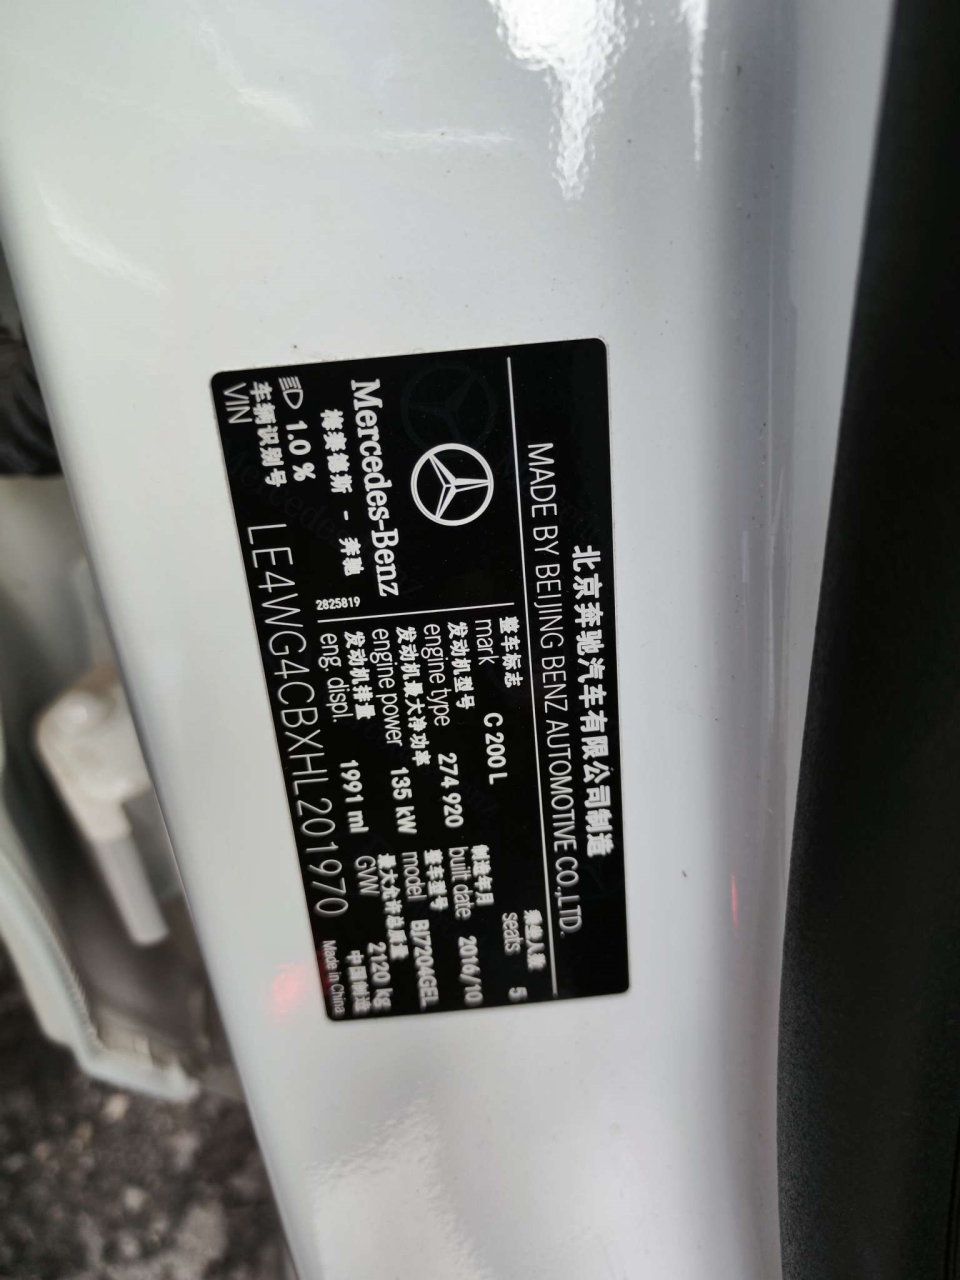 北京奔驰汽车有限公司制造
MADE BY BEIJING BENZ AUTOMOTIVE CO.,LTD.
Mercedes-Benz
梅赛德斯 - 奔驰
2825819
1.0 %
整车标志
mark C 200 L
乘坐人数
seats 5
发动机型号
engine type 274 920
制造年月
built date 2016/10
发动机最大净功率
engine power 135 kW
整车型号
model BJ7204GEL
发动机排量
eng. displ. 1991 ml
最大允许总质量
GVW 2120 kg
车辆识别号
VIN LE4WG4CBXHL201970
中国制造
Made in China